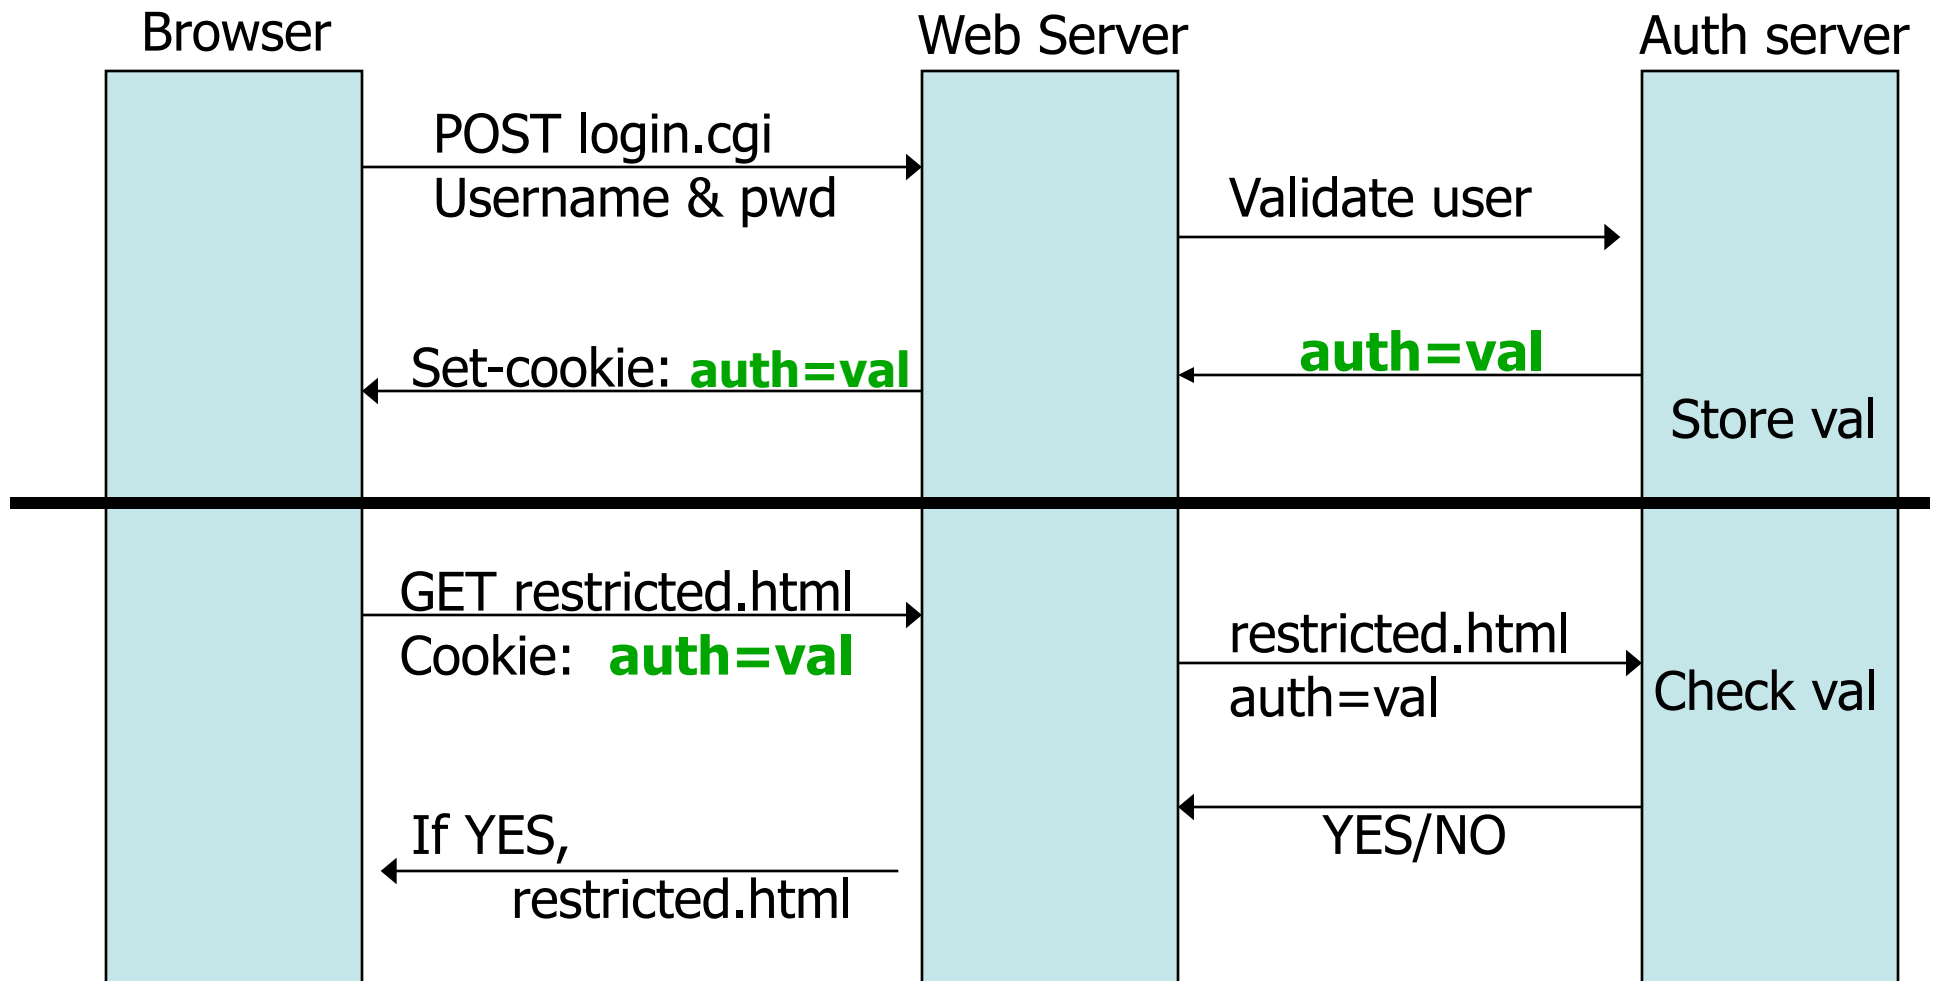 Browser
Web Server
Auth server
POST login.cgi
Username & pwd
Validate user
Set-cookie: auth=val
auth=val
Store val
GET restricted.html
Cookie: auth=val
restricted.html
auth=val
Check val
If YES,
restricted.html
YES/NO